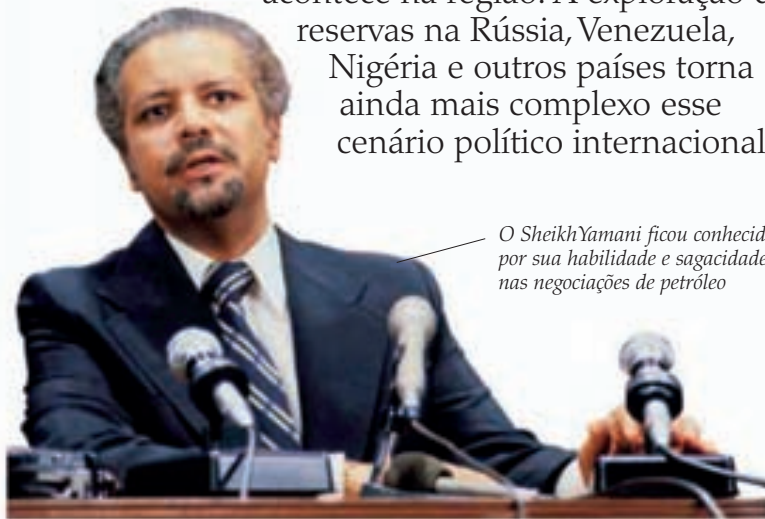 acontece na região. A exploração d
reservas na Rússia, Venezuela,
Nigéria e outros países torna
ainda mais complexo esse
cenário político internacional
O SheikhYamani ficou conhecid
por sua habilidade e sagacidade
nas negociações de petróleo